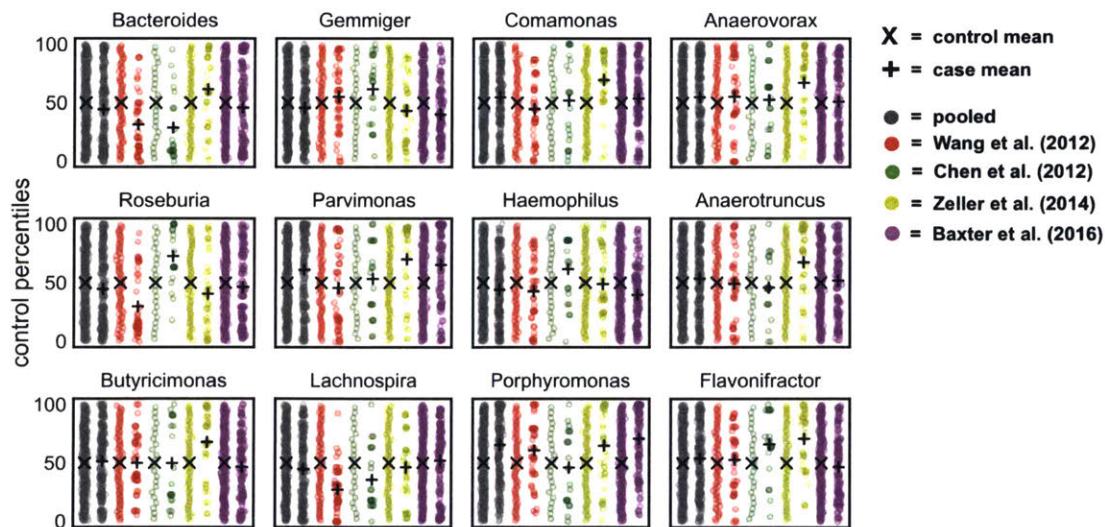 Bacteroides Gemmiger Comamonas Anaerovorax
100
50
0
X = control mean
+ = case mean
= pooled
= Wang et al. (2012)
= Chen et al. (2012)
= Zeller et al. (2014)
= Baxter et al. (2016)
control percentiles
Roseburia Parvimonas Haemophilus Anaerotruncus
100
50
0
Butyricimonas Lachnospira Porphyromonas Flavonifractor
100
50
0